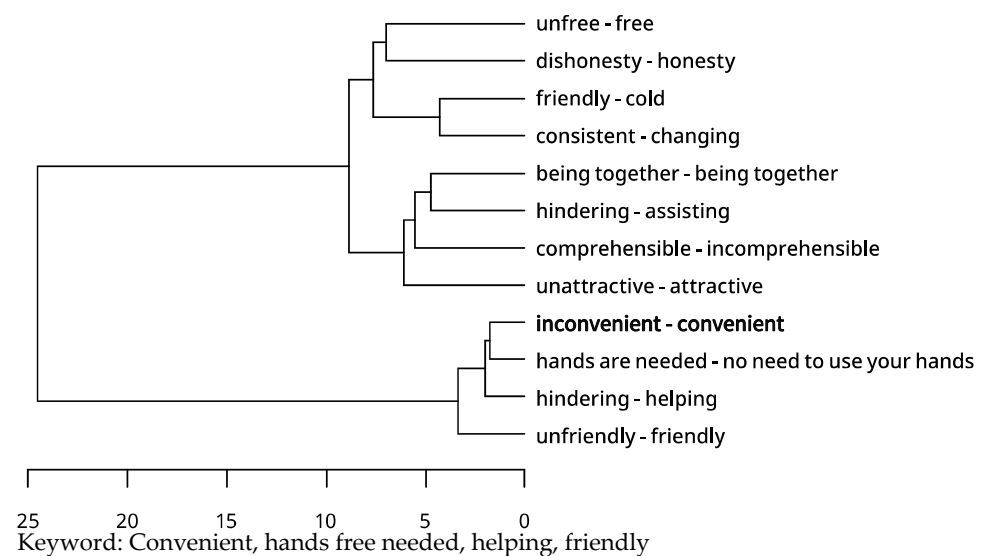 unfree - free
dishonesty - honesty
friendly - cold
consistent - changing
being together - being together
hindering - assisting
comprehensible - incomprehensible
unattractive - attractive
inconvenient - convenient
hands are needed - no need to use your hands
hindering - helping
unfriendly - friendly
25 20 15 10 5 0
Keyword: Convenient, hands free needed, helping, friendly